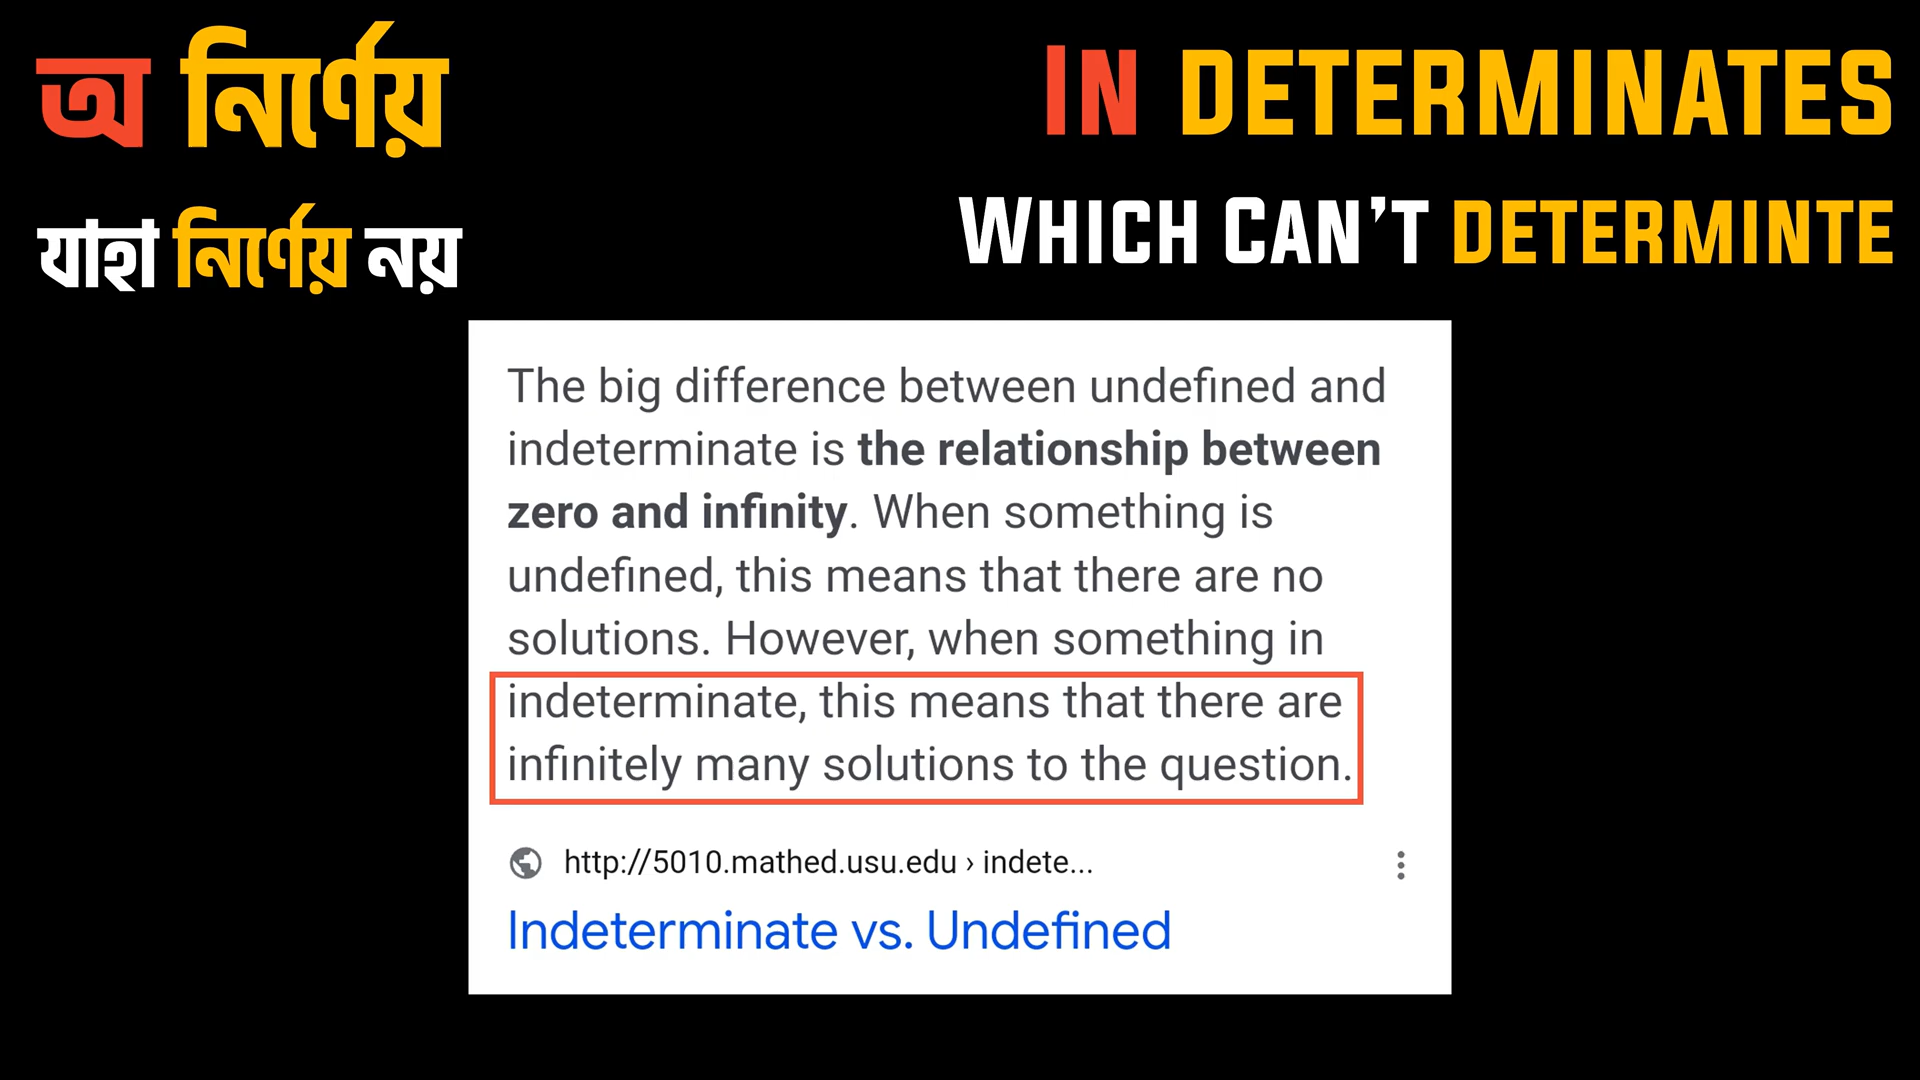 অ নির্ণেয়
IN DETERMINATES
যাহা নির্ণেয় নয়
WHICH CAN'T DETERMINTE
The big difference between undefined and
indeterminate is the relationship between
zero and infinity. When something is
undefined, this means that there are no
solutions. However, when something in
indeterminate, this means that there are
infinitely many solutions to the question.
http://5010.mathed.usu.edu › indete...
Indeterminate vs. Undefined